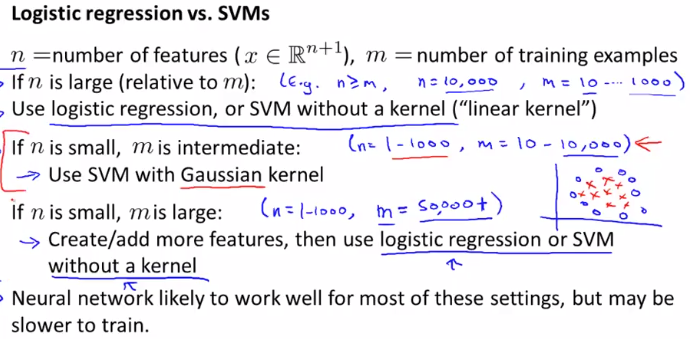 Logistic regression vs. SVMs
n = number of features (x ∈ ℝⁿ⁺¹), m = number of training examples
If n is large (relative to m): (E.g. n ≥ m, n = 10,000, m = 10 ... 1000)
Use logistic regression, or SVM without a kernel ("linear kernel")
If n is small, m is intermediate: (n = 1 - 1000, m = 10 - 10,000) ←
→ Use SVM with Gaussian kernel
If n is small, m is large: (n = 1 - 1000, m = 50,000+)
→ Create/add more features, then use logistic regression or SVM
without a kernel
Neural network likely to work well for most of these settings, but may be
slower to train.